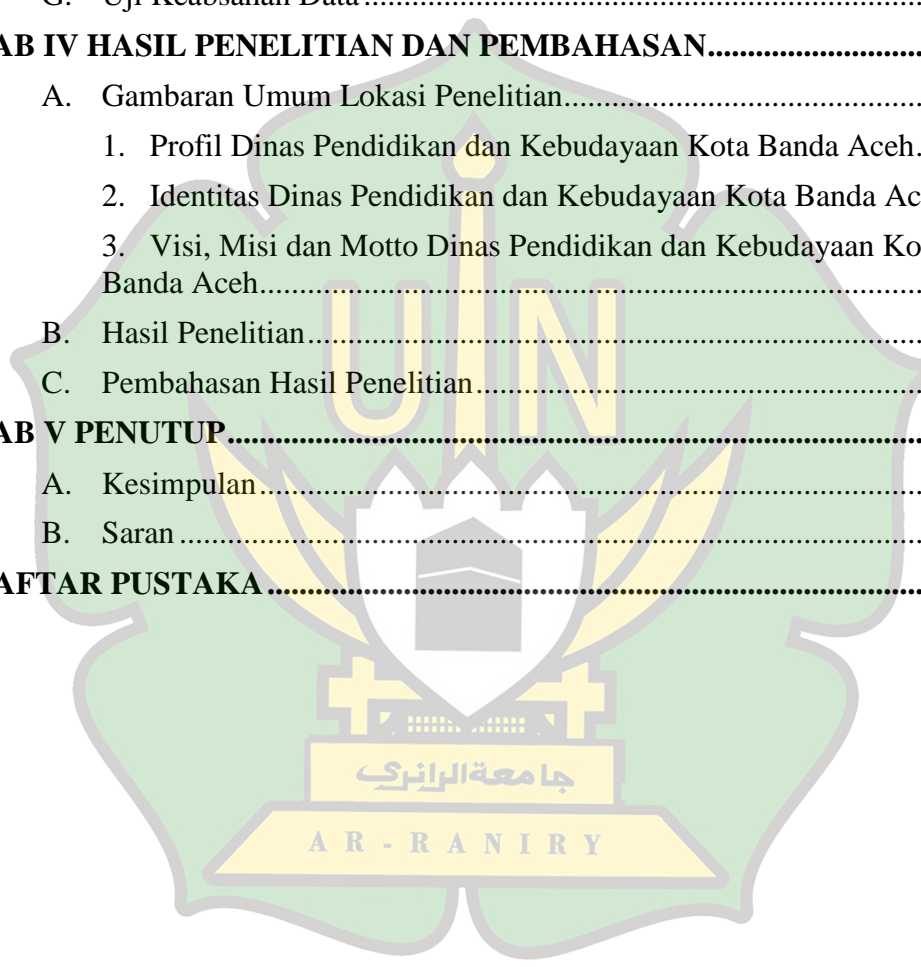 G. Uji Keabsahan Data........................................................
AB IV HASIL PENELITIAN DAN PEMBAHASAN..............................
A. Gambaran Umum Lokasi Penelitian........................................
1. Profil Dinas Pendidikan dan Kebudayaan Kota Banda Aceh.
2. Identitas Dinas Pendidikan dan Kebudayaan Kota Banda Ac
3. Visi, Misi dan Motto Dinas Pendidikan dan Kebudayaan Ko
Banda Aceh........................................................
B. Hasil Penelitian........................................................
C. Pembahasan Hasil Penelitian........................................................
AB V PENUTUP........................................................
A. Kesimpulan........................................................
B. Saran ........................................................
AFTAR PUSTAKA ........................................................
UIN
جامعة الرانري
AR-RANIRY